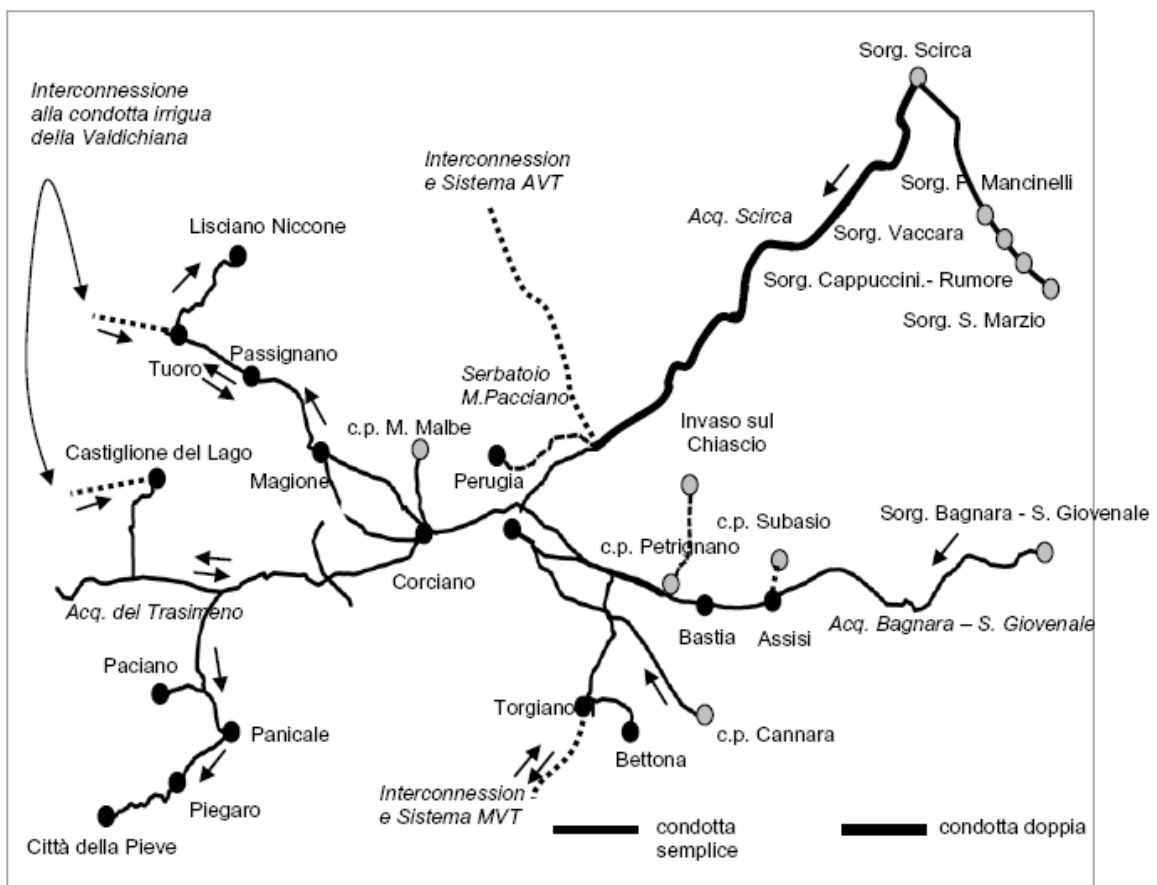 Sorg. Scirca
Interconnessione
alla condotta irrigua
della Valdichiana
Interconnession
e Sistema AVT
Sorg. P. Mancinelli
Acq. Scirca
Lisciano Niccone
Sorg. Vaccara
Sorg. Cappuccini.- Rumore
Sorg. S. Marzio
Tuoro
Passignano
Serbatoio
M.Pacciano
Invaso sul
Chiascio
c.p. M. Malbe
Castiglione del Lago
Magione
Perugia
Sorg. Bagnara - S. Giovenale
c.p. Subasio
c.p. Petrignano
Corciano
Acq. del Trasimeno
Bastia
Assisi
Acq. Bagnara – S. Giovenale
Paciano
Torgiano
Panicale
c.p. Cannara
Bettona
Interconnession
e Sistema MVT
Piegaro
Città della Pieve
condotta
semplice
condotta doppia